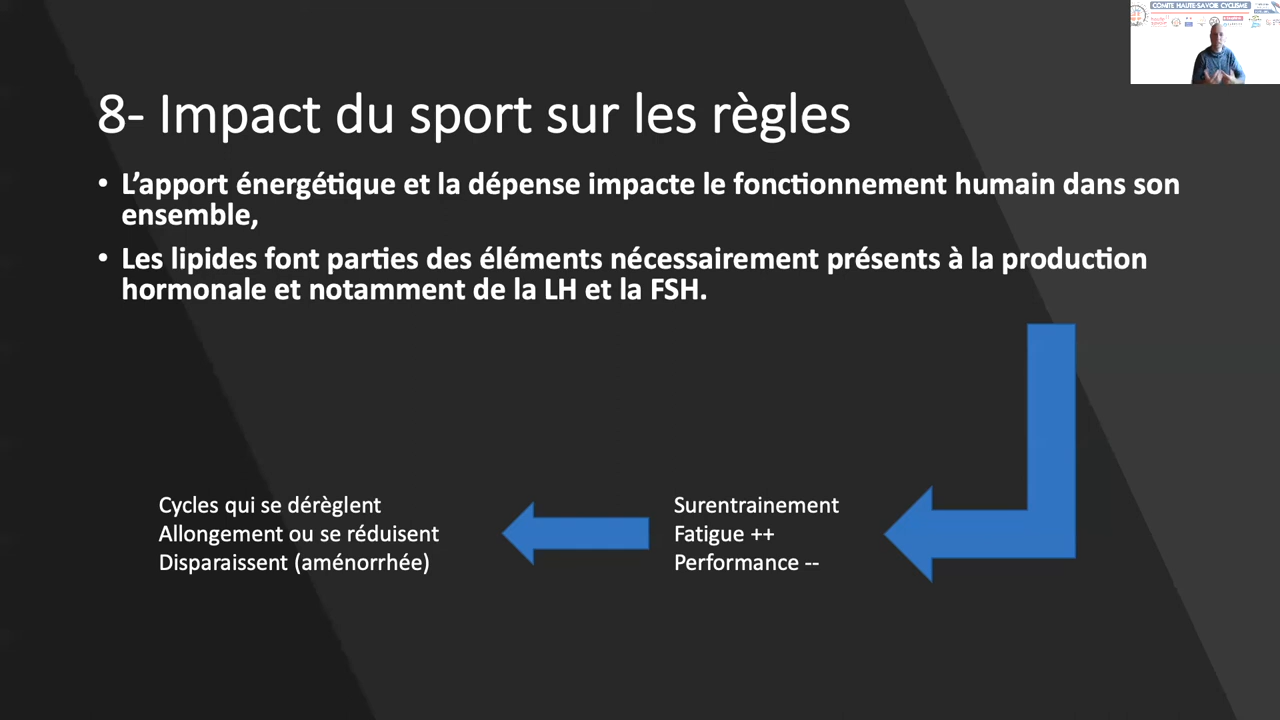 COMITE HAUTE-SAVOIE CYCLISME
8- Impact du sport sur les règles
• L’apport énergétique et la dépense impacte le fonctionnement humain dans son
ensemble,
• Les lipides font parties des éléments nécessairement présents à la production
hormonale et notamment de la LH et la FSH.
Cycles qui se dérèglent
Allongement ou se réduisent
Disparaissent (aménorrhée)
Surentrainement
Fatigue ++
Performance --